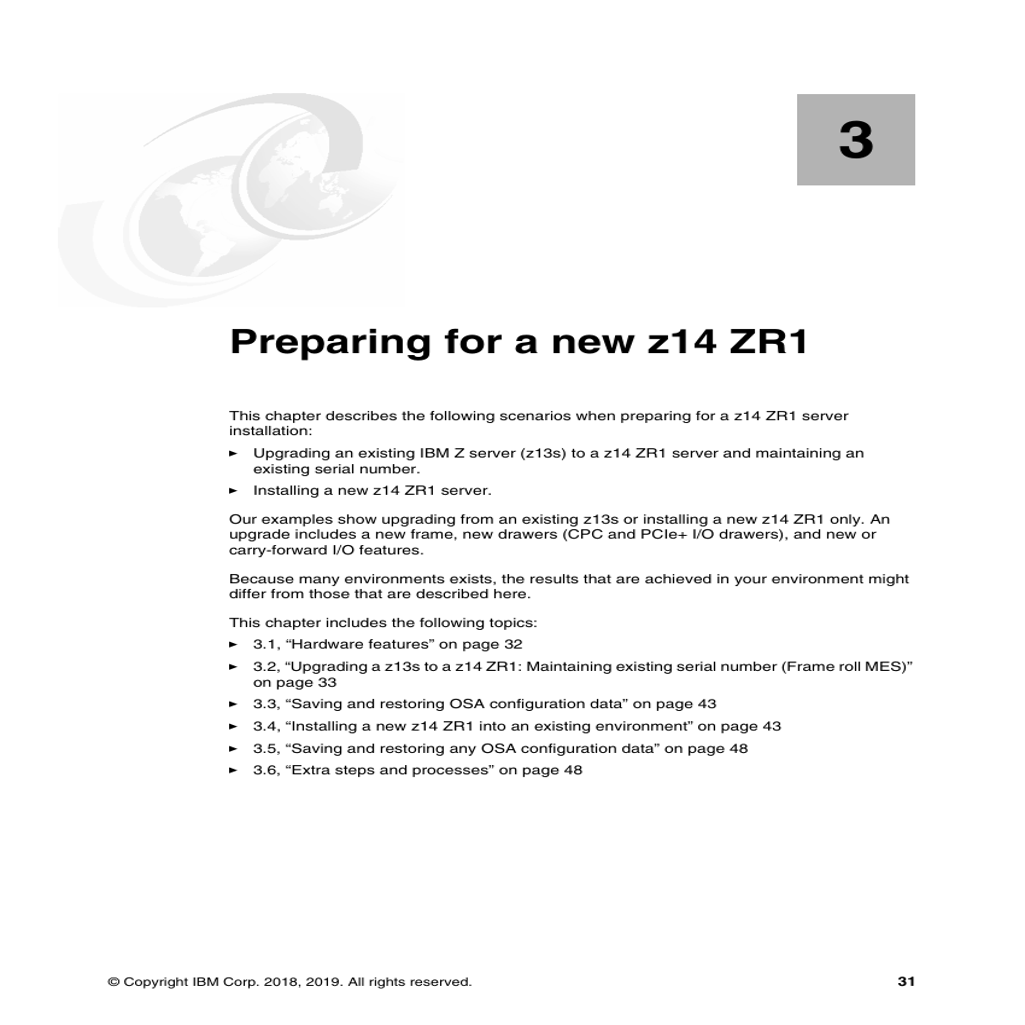 3
Preparing for a new z14 ZR1
This chapter describes the following scenarios when preparing for a z14 ZR1 server
installation:
► Upgrading an existing IBM Z server (z13s) to a z14 ZR1 server and maintaining an
existing serial number.
► Installing a new z14 ZR1 server.
Our examples show upgrading from an existing z13s or installing a new z14 ZR1 only. An
upgrade includes a new frame, new drawers (CPC and PCIe+ I/O drawers), and new or
carry-forward I/O features.
Because many environments exists, the results that are achieved in your environment might
differ from those that are described here.
This chapter includes the following topics:
► 3.1, “Hardware features” on page 32
► 3.2, “Upgrading a z13s to a z14 ZR1: Maintaining existing serial number (Frame roll MES)”
on page 33
► 3.3, “Saving and restoring OSA configuration data” on page 43
► 3.4, “Installing a new z14 ZR1 into an existing environment” on page 43
► 3.5, “Saving and restoring any OSA configuration data” on page 48
► 3.6, “Extra steps and processes” on page 48
© Copyright IBM Corp. 2018, 2019. All rights reserved. 31